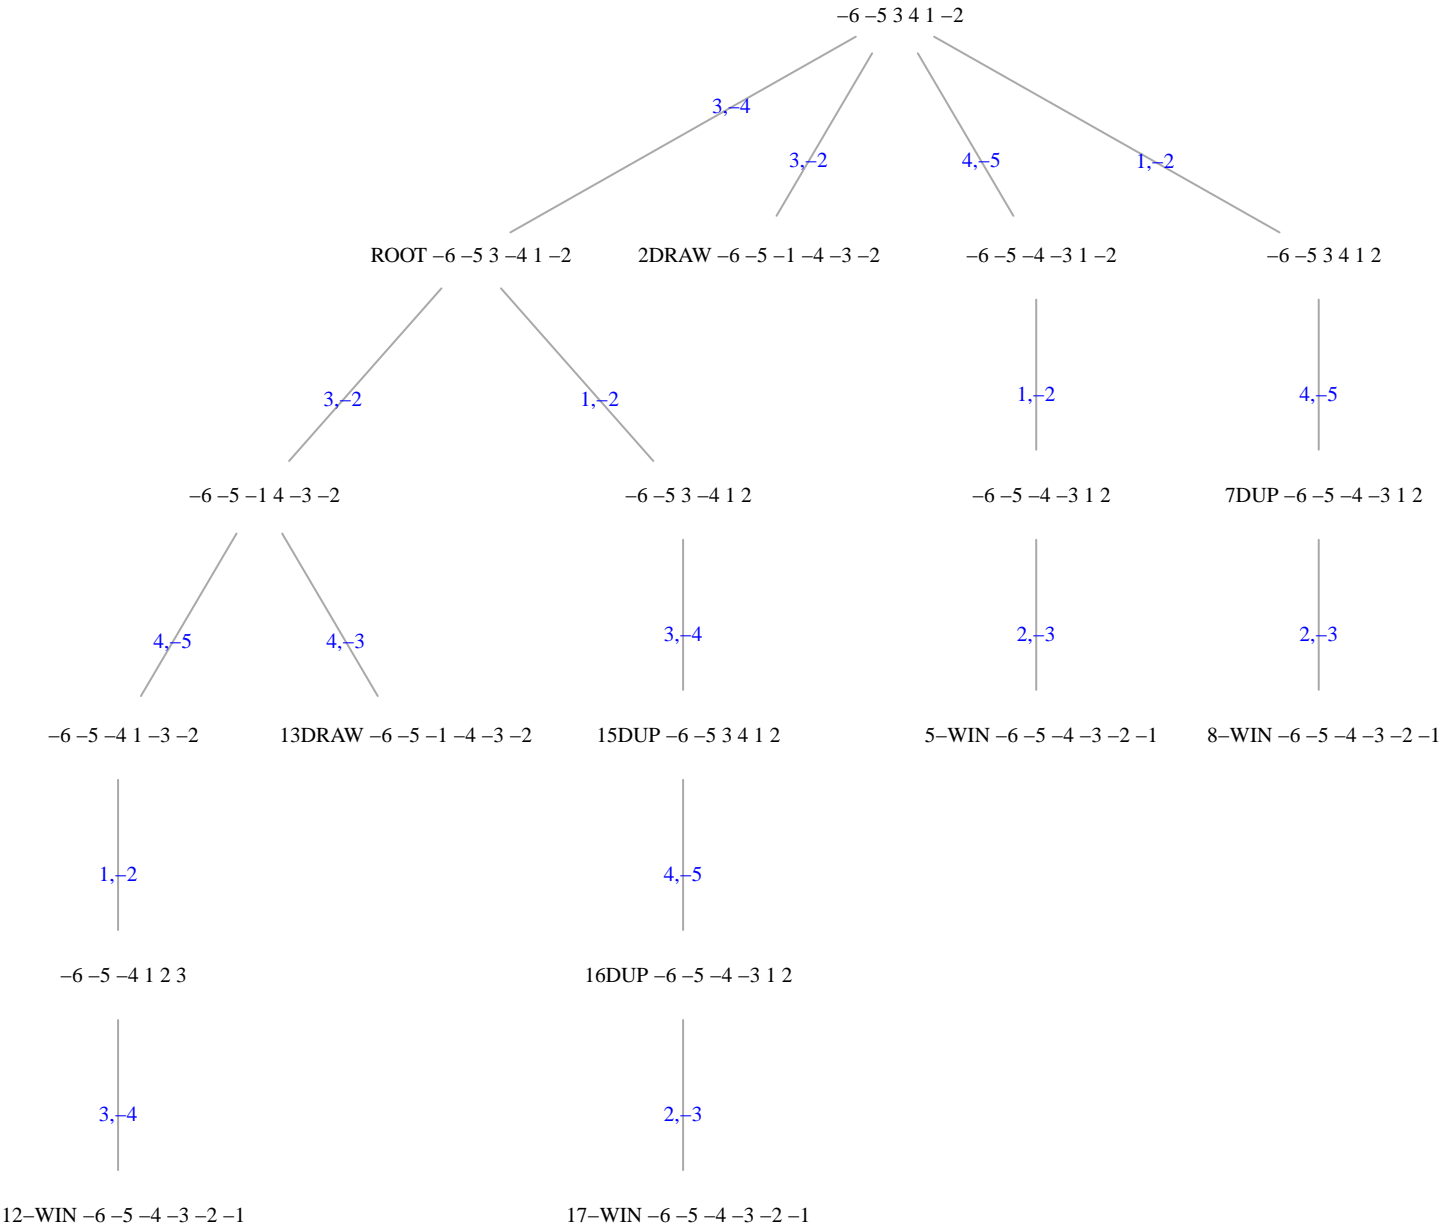 −6 −5 3 4 1 −2
3,−4
3,−2
4,−5
1,−2
ROOT −6 −5 3 −4 1 −2
2DRAW −6 −5 −1 −4 −3 −2
−6 −5 −4 −3 1 −2
−6 −5 3 4 1 2
3,−2
1,−2
1,−2
4,−5
−6 −5 −1 4 −3 −2
−6 −5 3 −4 1 2
−6 −5 −4 −3 1 2
7DUP −6 −5 −4 −3 1 2
4,−5
4,−3
3,−4
2,−3
2,−3
−6 −5 −4 1 −3 −2
13DRAW −6 −5 −1 −4 −3 −2
15DUP −6 −5 3 4 1 2
5−WIN −6 −5 −4 −3 −2 −1
8−WIN −6 −5 −4 −3 −2 −1
1,−2
4,−5
−6 −5 −4 1 2 3
16DUP −6 −5 −4 −3 1 2
3,−4
2,−3
12−WIN −6 −5 −4 −3 −2 −1
17−WIN −6 −5 −4 −3 −2 −1